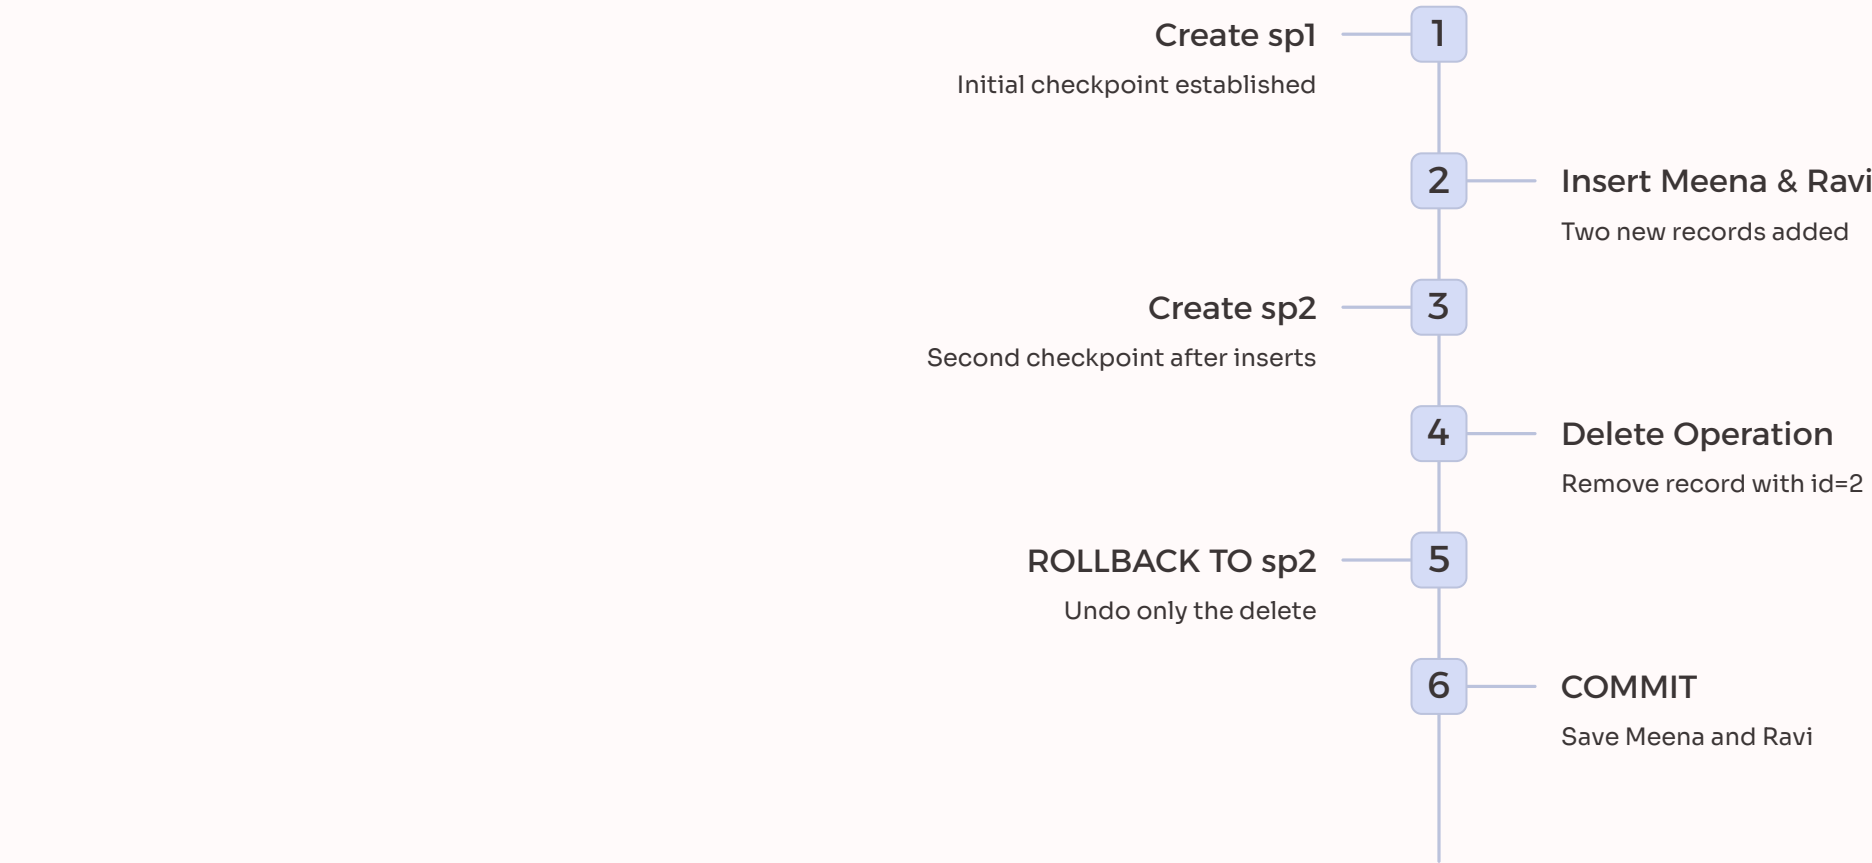 Create sp1
1
Initial checkpoint established
2
Insert Meena & Ravi
Two new records added
Create sp2
3
Second checkpoint after inserts
4
Delete Operation
Remove record with id=2
ROLLBACK TO sp2
5
Undo only the delete
6
COMMIT
Save Meena and Ravi